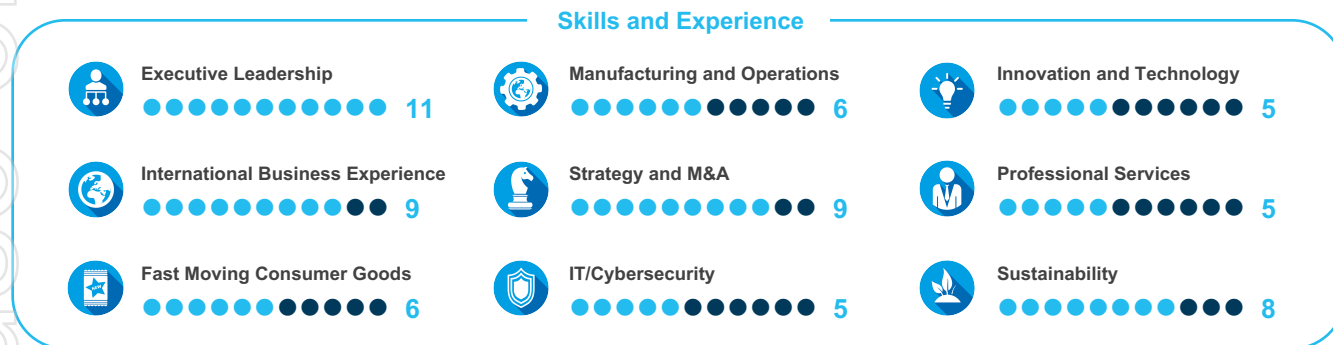 Skills and Experience
Executive Leadership
11
Manufacturing and Operations
6
Innovation and Technology
5
International Business Experience
9
Strategy and M&A
9
Professional Services
5
Fast Moving Consumer Goods
6
IT/Cybersecurity
5
Sustainability
8